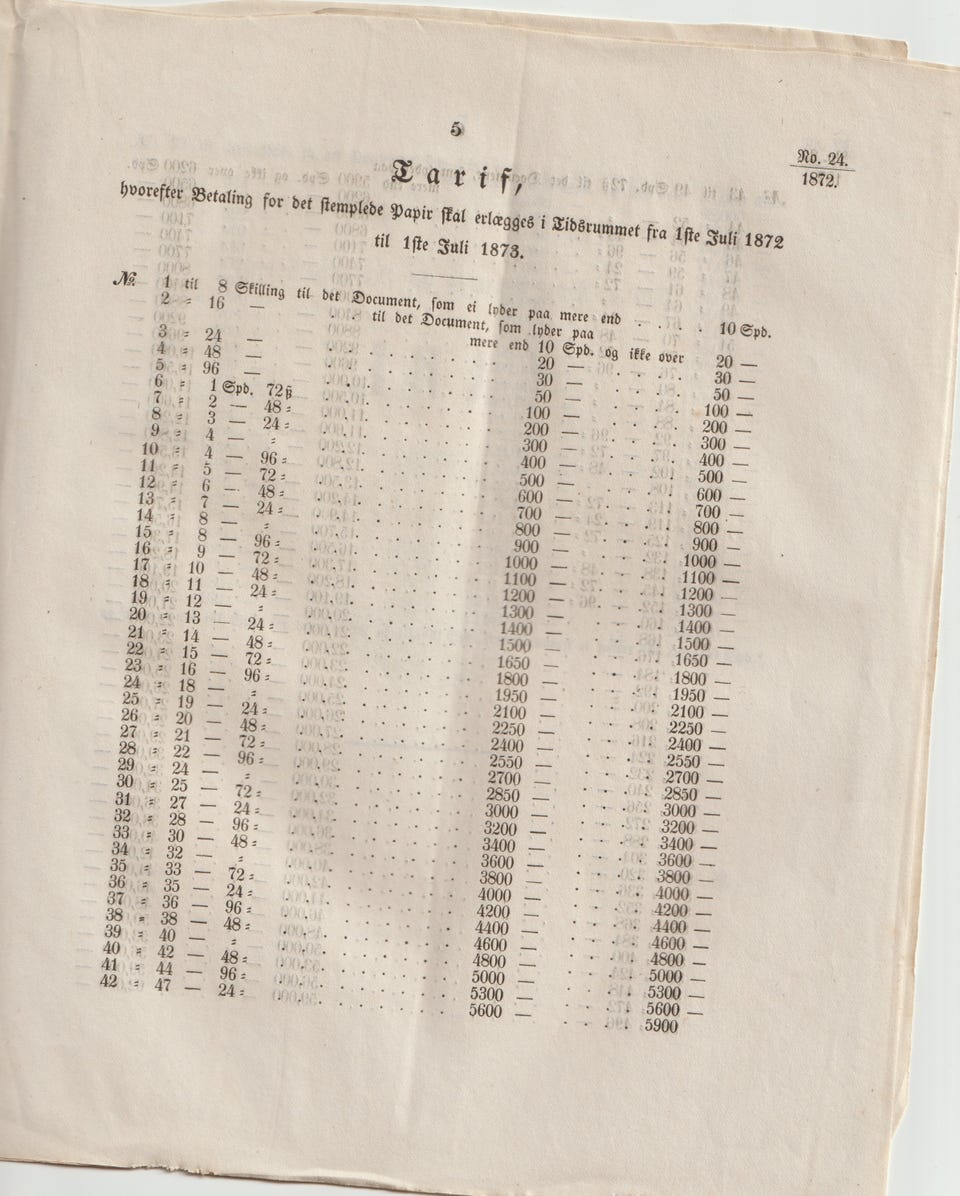 5
No. 24.
1872.
Tarif,
hvorefter Betaling for det stemplede Papir skal erlægges i Tidsrummet fra 1ste Juli 1872
til 1ste Juli 1873.
№ 1 til 8 Skilling til det Document, som ei lyder paa mere end . . . . 10 Spd.
2 = 16 — . . til det Document, som lyder paa
mere end 10 Spd. og ikke over 20 —
3 = 24 — . . . . 20 — . . . . 30 —
4 = 48 — . . . . 30 — . . . . 50 —
5 = 96 — . . . . 50 — . . . . 100 —
6 = 1 Spd. 72 ß . . . . 100 — . . . . 200 —
7 = 2 — 48 = . . . . 200 — . . . . 300 —
8 = 3 — 24 = . . . . 300 — . . . . 400 —
9 = 4 — = . . . . 400 — . . . . 500 —
10 = 4 — 96 = . . . . 500 — . . . . 600 —
11 = 5 — 72 = . . . . 600 — . . . . 700 —
12 = 6 — 48 = . . . . 700 — . . . . 800 —
13 = 7 — 24 = . . . . 800 — . . . . 900 —
14 = 8 — = . . . . 900 — . . . . 1000 —
15 = 8 — 96 = . . . . 1000 — . . . . 1100 —
16 = 9 — 72 = . . . . 1100 — . . . . 1200 —
17 = 10 — 48 = . . . . 1200 — . . . . 1300 —
18 = 11 — 24 = . . . . 1300 — . . . . 1400 —
19 = 12 — = . . . . 1400 — . . . . 1500 —
20 = 13 — 24 = . . . . 1500 — . . . . 1650 —
21 = 14 — 48 = . . . . 1650 — . . . . 1800 —
22 = 15 — 72 = . . . . 1800 — . . . . 1950 —
23 = 16 — 96 = . . . . 1950 — . . . . 2100 —
24 = 18 — = . . . . 2100 — . . . . 2250 —
25 = 19 — 24 = . . . . 2250 — . . . . 2400 —
26 = 20 — 48 = . . . . 2400 — . . . . 2550 —
27 = 21 — 72 = . . . . 2550 — . . . . 2700 —
28 = 22 — 96 = . . . . 2700 — . . . . 2850 —
29 = 24 — = . . . . 2850 — . . . . 3000 —
30 = 25 — 72 = . . . . 3000 — . . . . 3200 —
31 = 27 — 24 = . . . . 3200 — . . . . 3400 —
32 = 28 — 96 = . . . . 3400 — . . . . 3600 —
33 = 30 — 48 = . . . . 3600 — . . . . 3800 —
34 = 32 — = . . . . 3800 — . . . . 4000 —
35 = 33 — 72 = . . . . 4000 — . . . . 4200 —
36 = 35 — 24 = . . . . 4200 — . . . . 4400 —
37 = 36 — 96 = . . . . 4400 — . . . . 4600 —
38 = 38 — 48 = . . . . 4600 — . . . . 4800 —
39 = 40 — = . . . . 4800 — . . . . 5000 —
40 = 42 — 48 = . . . . 5000 — . . . . 5300 —
41 = 44 — 96 = . . . . 5300 — . . . . 5600 —
42 = 47 — 24 = . . . . 5600 — . . . . 5900